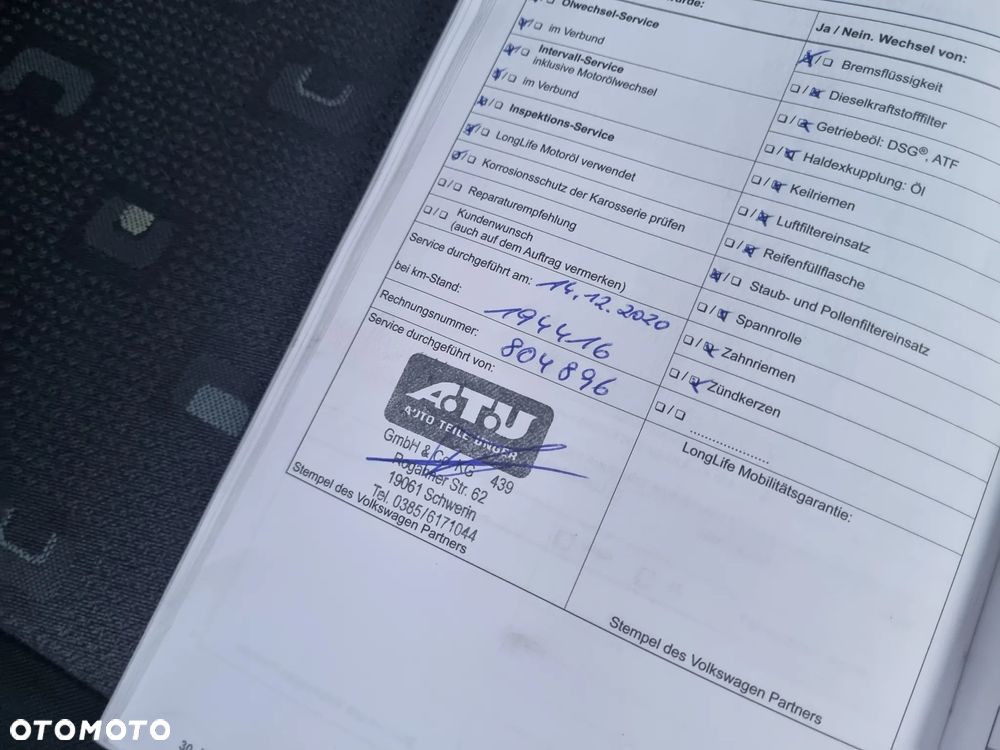 Ölwechsel-Service
im Verbund
Intervall-Service
inklusive Motorölwechsel
im Verbund
Inspektions-Service
LongLife Motoröl verwendet
Korrosionsschutz der Karosserie prüfen
Reparaturempfehlung
Kundenwunsch
(auch auf dem Auftrag vermerken)
Service durchgeführt am: 14.12.2020
bei km-Stand: 194416
Rechnungsnummer: 804896
Service durchgeführt von:
A.T.U
AUTO TEILE UNGER
GmbH & Co. KG 439
Rogahner Str. 62
19061 Schwerin
Tel. 0385/6171044
Stempel des Volkswagen Partners
Ja / Nein. Wechsel von:
Bremsflüssigkeit
Dieselkraftstofffilter
Getriebeöl: DSG®, ATF
Haldexkupplung: Öl
Keilriemen
Luftfiltereinsatz
Reifenfüllflasche
Staub- und Pollenfiltereinsatz
Spannrolle
Zahnriemen
Zündkerzen
....................
LongLife Mobilitätsgarantie:
Stempel des Volkswagen Partners
30
OTOMOTO